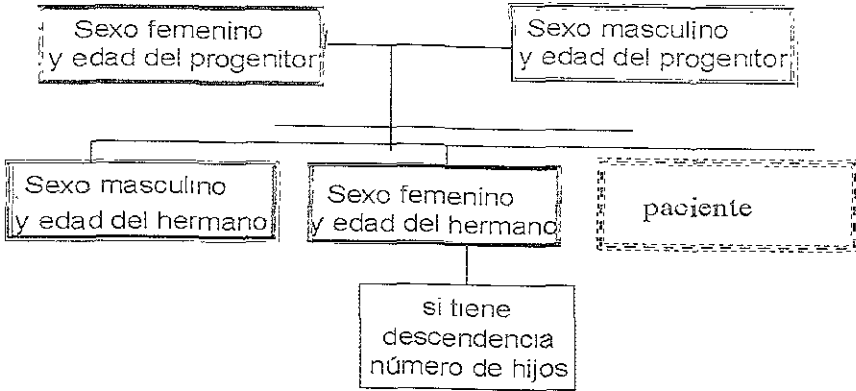 Sexo femenino
y edad del progenitor
Sexo masculino
y edad del progenitor
Sexo masculino
y edad del hermano
Sexo femenino
y edad del hermano
paciente
si tiene
descendencia
número de hijos